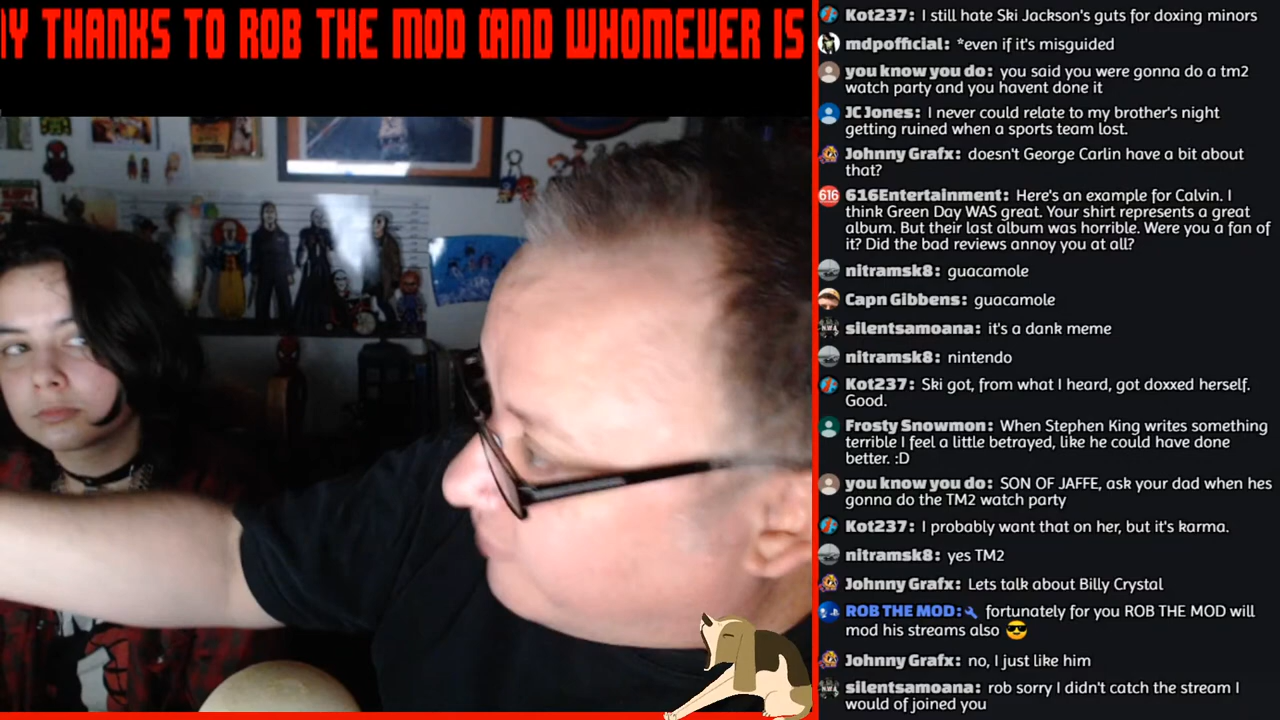 Y THANKS TO ROB THE MOD (AND WHOMEVER IS
Kot237: I still hate Ski Jackson's guts for doxing minors
mdpofficial: *even if it's misguided
you know you do: you said you were gonna do a tm2
watch party and you havent done it
JC Jones: I never could relate to my brother's night
getting ruined when a sports team lost.
Johnny Grafx: doesn't George Carlin have a bit about
that?
616 616Entertainment: Here's an example for Calvin. I
think Green Day WAS great. Your shirt represents a great
album. But their last album was horrible. Were you a fan of
it? Did the bad reviews annoy you at all?
nitramsk8: guacamole
Capn Gibbens: guacamole
silentsamoana: it's a dank meme
nitramsk8: nintendo
Kot237: Ski got, from what I heard, got doxxed herself.
Good.
Frosty Snowmon: When Stephen King writes something
terrible I feel a little betrayed, like he could have done
better. :D
you know you do: SON OF JAFFE, ask your dad when hes
gonna do the TM2 watch party
Kot237: I probably want that on her, but it's karma.
nitramsk8: yes TM2
Johnny Grafx: Lets talk about Billy Crystal
ROB THE MOD: fortunately for you ROB THE MOD will
mod his streams also 😎
Johnny Grafx: no, I just like him
silentsamoana: rob sorry I didn't catch the stream I
would of joined you